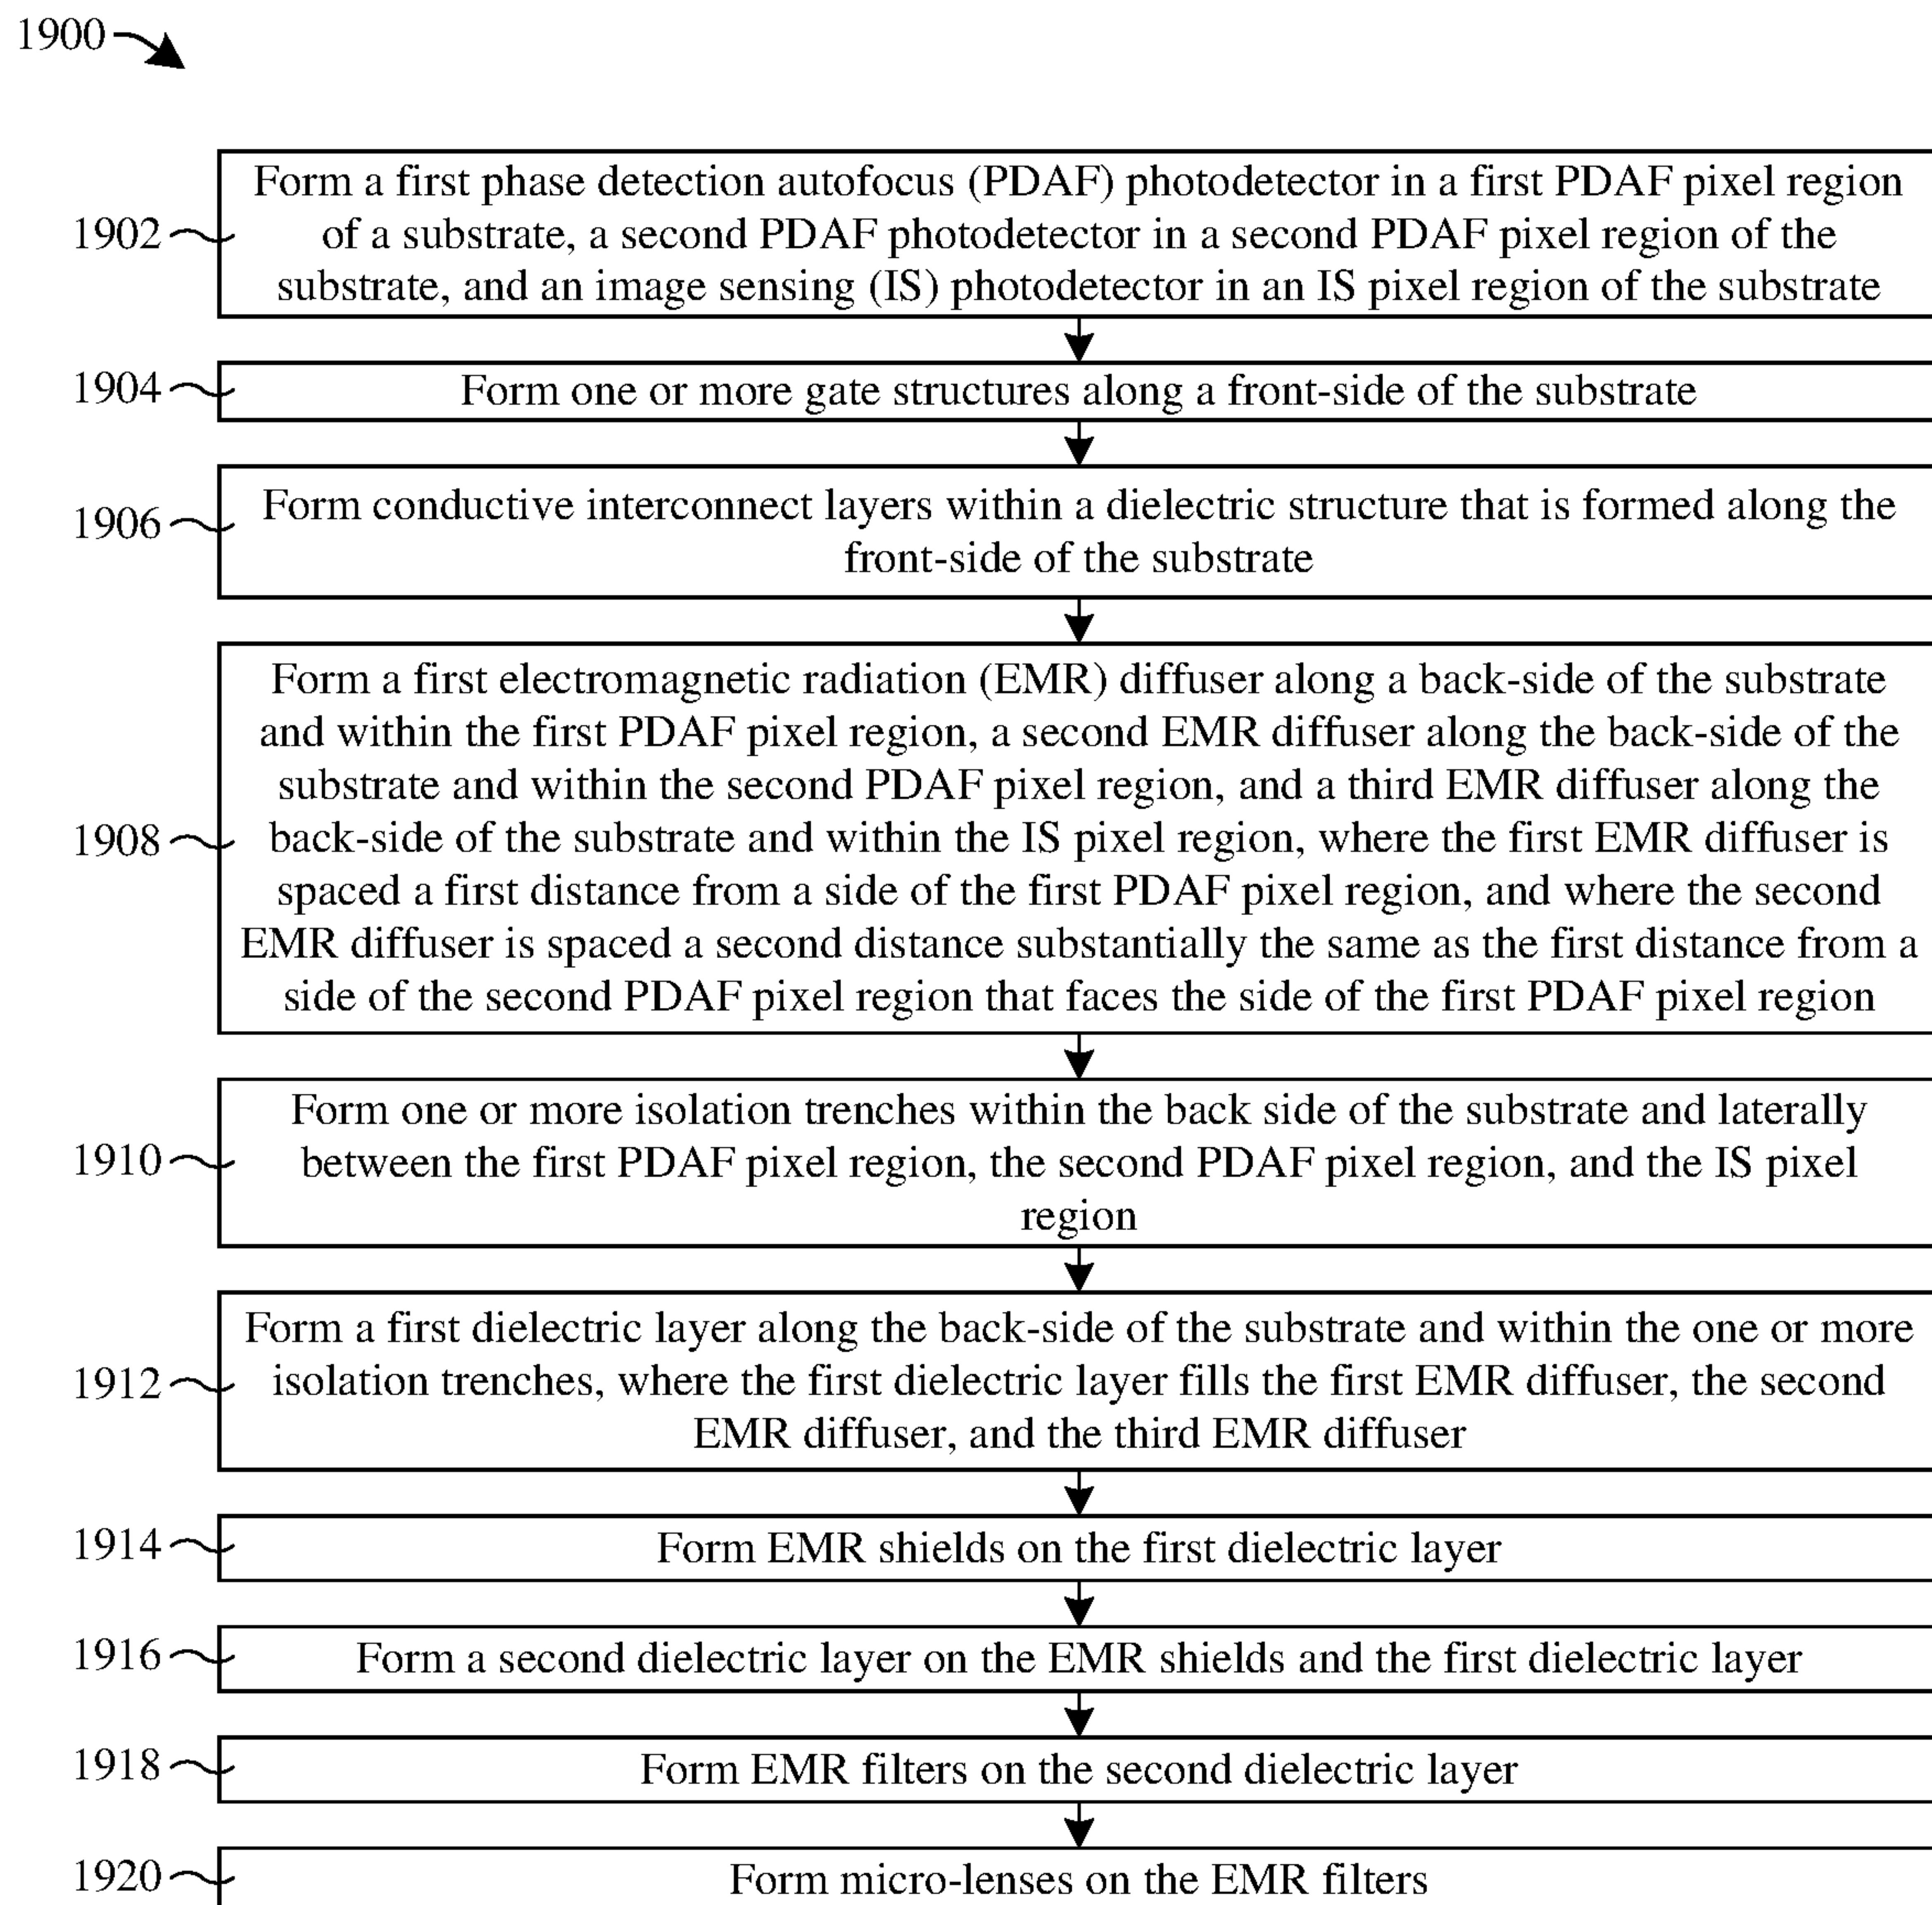 1900
1902
Form a first phase detection autofocus (PDAF) photodetector in a first PDAF pixel region
of a substrate, a second PDAF photodetector in a second PDAF pixel region of the
substrate, and an image sensing (IS) photodetector in an IS pixel region of the substrate
1904
Form one or more gate structures along a front-side of the substrate
1906
Form conductive interconnect layers within a dielectric structure that is formed along the
front-side of the substrate
1908
Form a first electromagnetic radiation (EMR) diffuser along a back-side of the substrate
and within the first PDAF pixel region, a second EMR diffuser along the back-side of the
substrate and within the second PDAF pixel region, and a third EMR diffuser along the
back-side of the substrate and within the IS pixel region, where the first EMR diffuser is
spaced a first distance from a side of the first PDAF pixel region, and where the second
EMR diffuser is spaced a second distance substantially the same as the first distance from a
side of the second PDAF pixel region that faces the side of the first PDAF pixel region
1910
Form one or more isolation trenches within the back side of the substrate and laterally
between the first PDAF pixel region, the second PDAF pixel region, and the IS pixel
region
1912
Form a first dielectric layer along the back-side of the substrate and within the one or more
isolation trenches, where the first dielectric layer fills the first EMR diffuser, the second
EMR diffuser, and the third EMR diffuser
1914
Form EMR shields on the first dielectric layer
1916
Form a second dielectric layer on the EMR shields and the first dielectric layer
1918
Form EMR filters on the second dielectric layer
1920
Form micro-lenses on the EMR filters